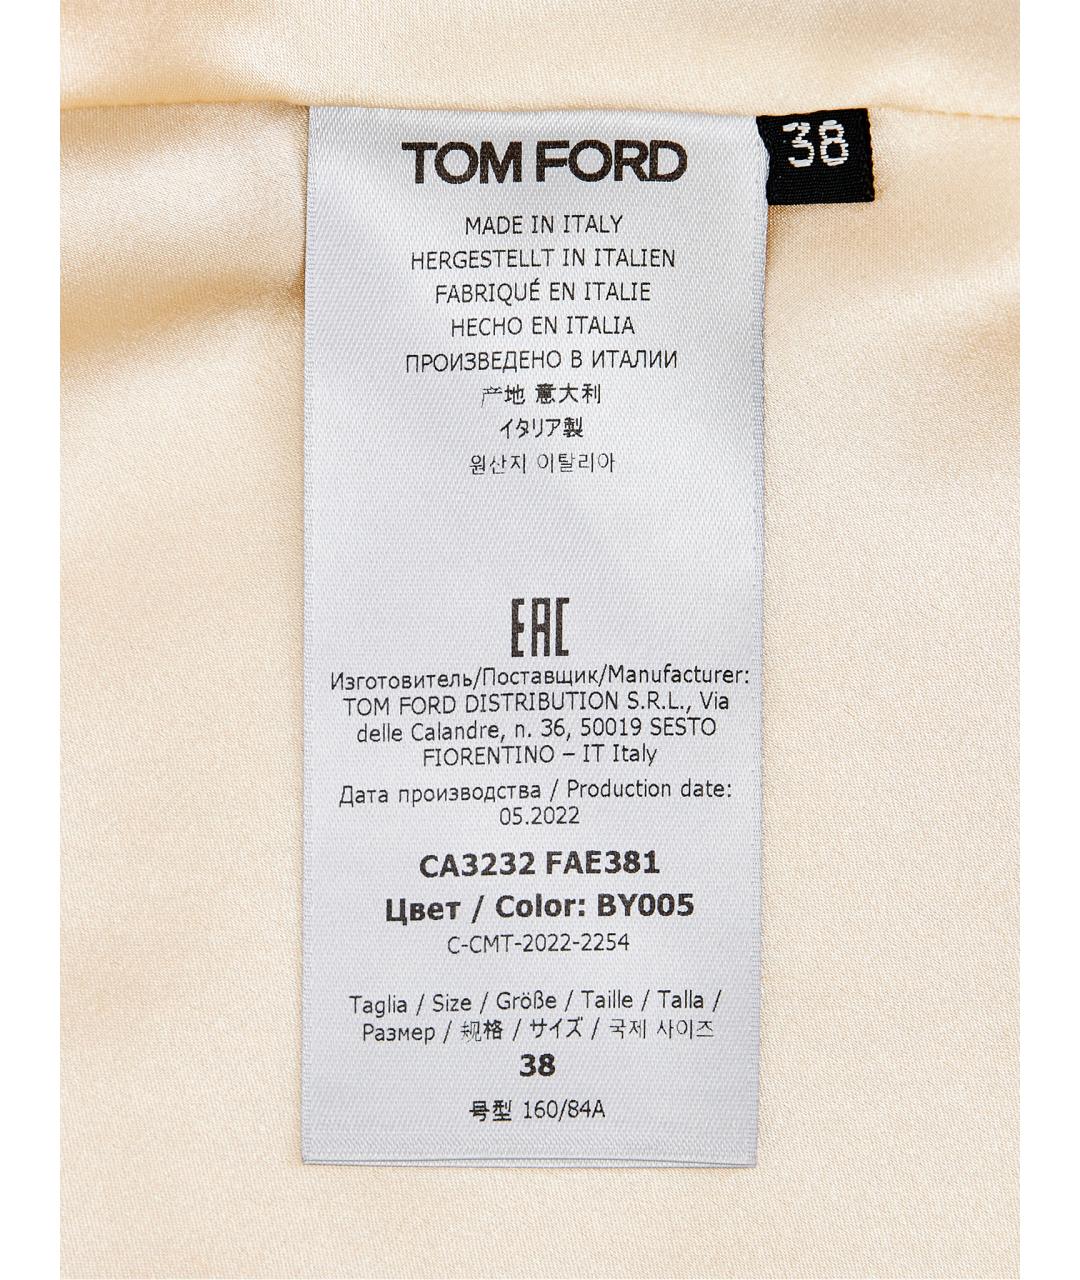 TOM FORD
38
MADE IN ITALY
HERGESTELLT IN ITALIEN
FABRIQUÉ EN ITALIE
HECHO EN ITALIA
ПРОИЗВЕДЕНО В ИТАЛИИ
产地 意大利
イタリア製
원산지 이탈리아
EAC
Изготовитель/Поставщик/Manufacturer:
TOM FORD DISTRIBUTION S.R.L., Via
delle Calandre, n. 36, 50019 SESTO
FIORENTINO – IT Italy
Дата производства / Production date:
05.2022
CA3232 FAE381
Цвет / Color: BY005
C-CMT-2022-2254
Taglia / Size / Größe / Taille / Talla /
Размер / 规格 / サイズ / 국제 사이즈
38
号型 160/84A